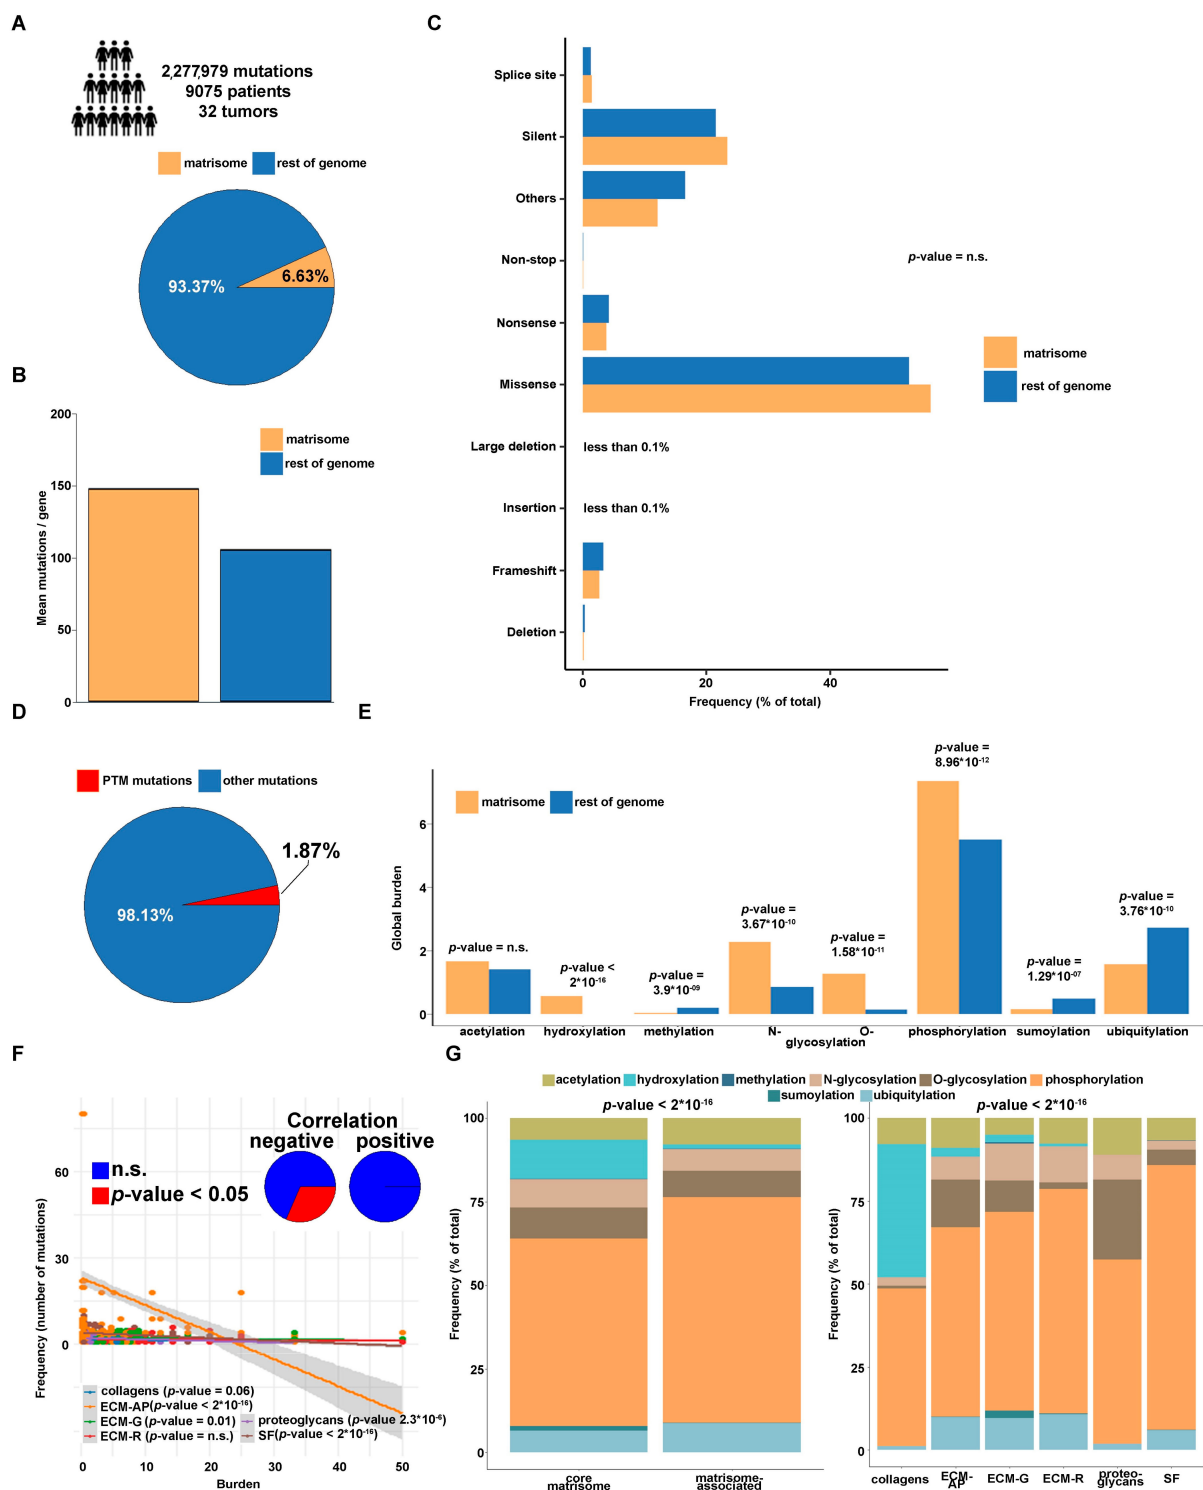 A
2,277,979 mutations
9075 patients
32 tumors
matrisome rest of genome
93.37%
6.63%
B
Mean mutations / gene
200
150
100
50
0
matrisome
rest of genome
C
Splice site
Silent
Others
Non-stop
Nonsense
Missense
Large deletion
less than 0.1%
Insertion
less than 0.1%
Frameshift
Deletion
p-value = n.s.
matrisome
rest of genome
0 20 40
Frequency (% of total)
D
PTM mutations other mutations
1.87%
98.13%
E
Global burden
6
4
2
0
matrisome rest of genome
p-value = n.s.
p-value <
2*10-16
p-value =
3.9*10-09
p-value =
3.67*10-10
p-value =
1.58*10-11
p-value =
8.96*10-12
p-value =
1.29*10-07
p-value =
3.76*10-10
acetylation hydroxylation methylation N- O- phosphorylation sumoylation ubiquitylation
glycosylation
F
Frequency (number of mutations)
60
30
0
Correlation
negative positive
n.s.
p-value < 0.05
collagens (p-value = 0.06)
ECM-AP(p-value < 2*10-16)
ECM-G (p-value = 0.01)
ECM-R (p-value = n.s.)
proteoglycans (p-value 2.3*10-6)
SF(p-value < 2*10-16)
0 10 20 30 40 50
Burden
G
acetylation hydroxylation methylation N-glycosylation O-glycosylation phosphorylation
sumoylation ubiquitylation
p-value < 2*10-16
Frequency (% of total)
100
75
50
25
0
core
matrisome
matrisome-
associated
p-value < 2*10-16
Frequency (% of total)
100
75
50
25
0
collagens
ECM-
AP
ECM-G
ECM-R
proteo-
glycans
SF